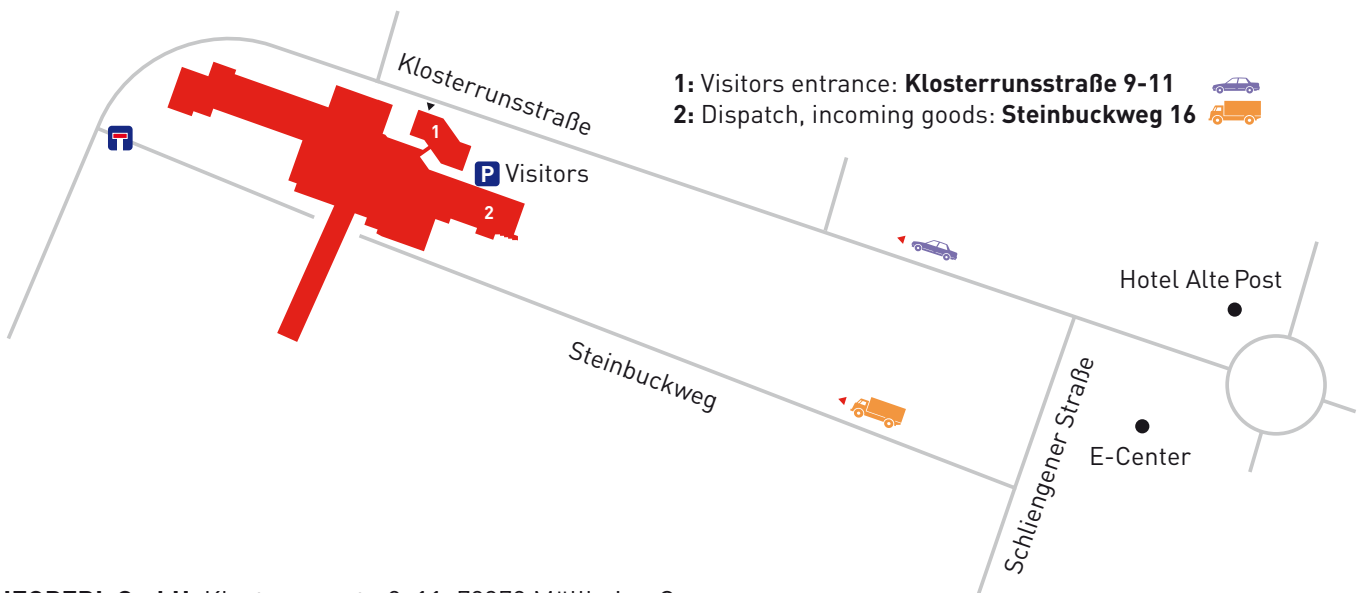 Klosterrunsstraße
1: Visitors entrance: Klosterrunsstraße 9-11
2: Dispatch, incoming goods: Steinbuckweg 16
1
P Visitors
2
Hotel Alte Post
Steinbuckweg
Schliengener Straße
E-Center